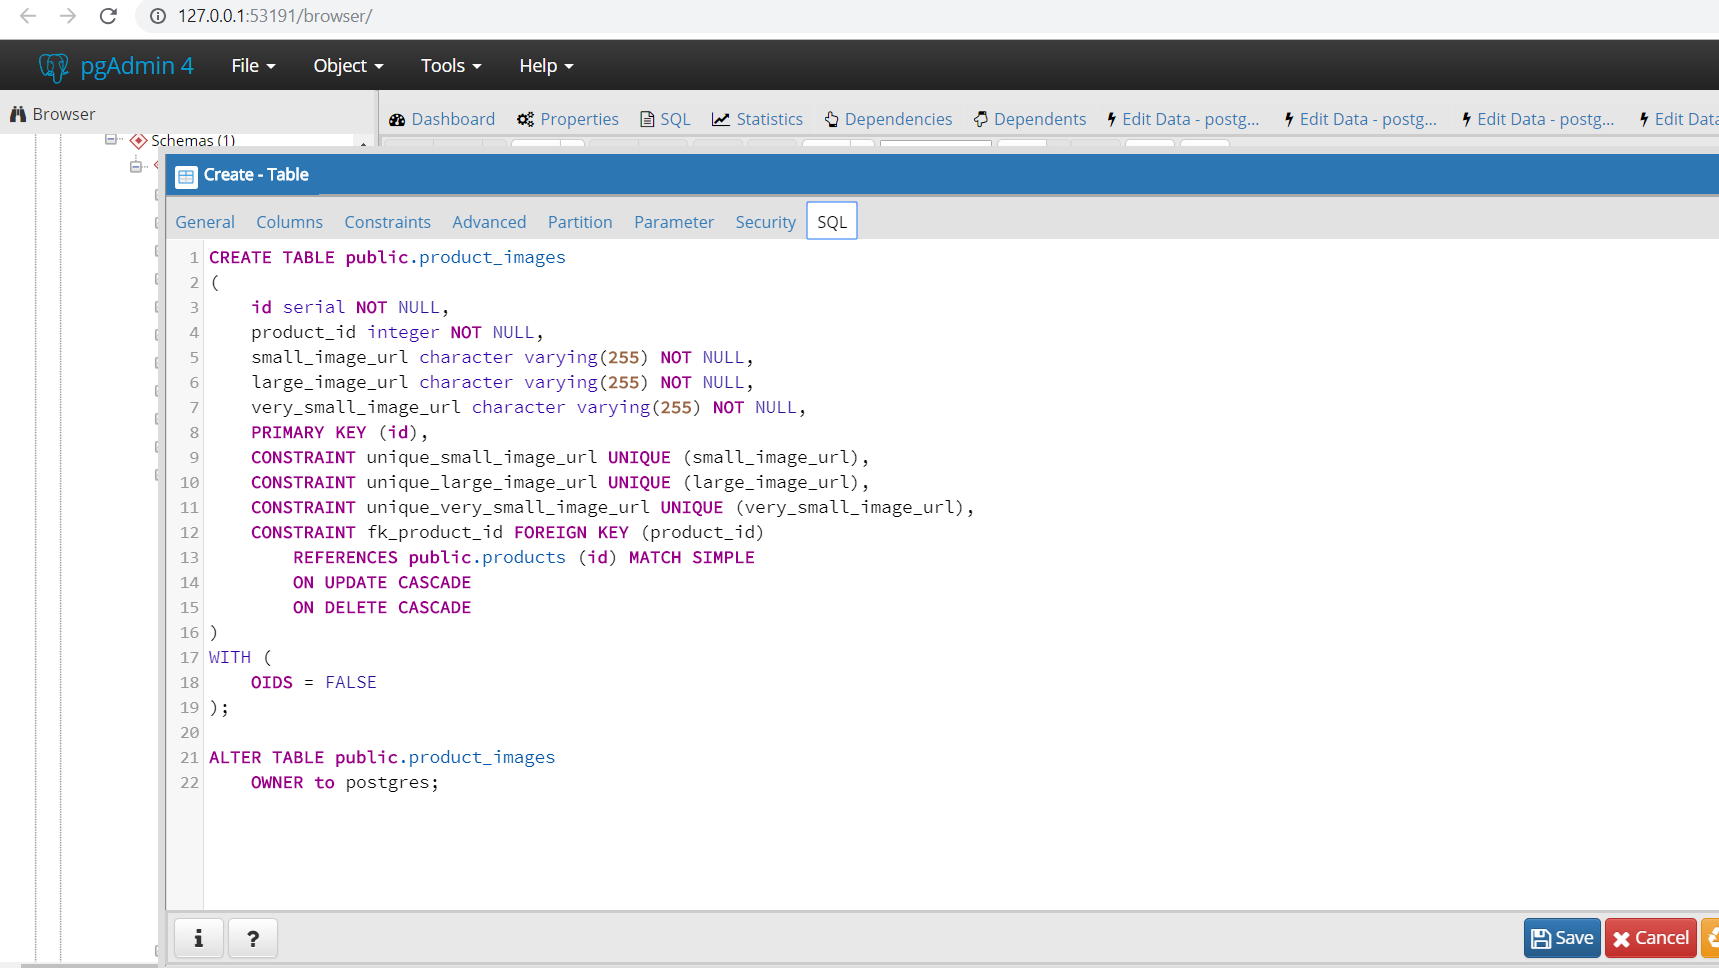 127.0.0.1:53191/browser/
pgAdmin 4 File Object Tools Help
Browser
Dashboard Properties SQL Statistics Dependencies Dependents Edit Data - postg... Edit Data - postg... Edit Data - postg... Edit Data
Schemas (1)
Create - Table
General Columns Constraints Advanced Partition Parameter Security SQL
1 CREATE TABLE public.product_images
2 (
3     id serial NOT NULL,
4     product_id integer NOT NULL,
5     small_image_url character varying(255) NOT NULL,
6     large_image_url character varying(255) NOT NULL,
7     very_small_image_url character varying(255) NOT NULL,
8     PRIMARY KEY (id),
9     CONSTRAINT unique_small_image_url UNIQUE (small_image_url),
10     CONSTRAINT unique_large_image_url UNIQUE (large_image_url),
11     CONSTRAINT unique_very_small_image_url UNIQUE (very_small_image_url),
12     CONSTRAINT fk_product_id FOREIGN KEY (product_id)
13         REFERENCES public.products (id) MATCH SIMPLE
14         ON UPDATE CASCADE
15         ON DELETE CASCADE
16 )
17 WITH (
18     OIDS = FALSE
19 );
20
21 ALTER TABLE public.product_images
22     OWNER to postgres;
i ? Save Cancel